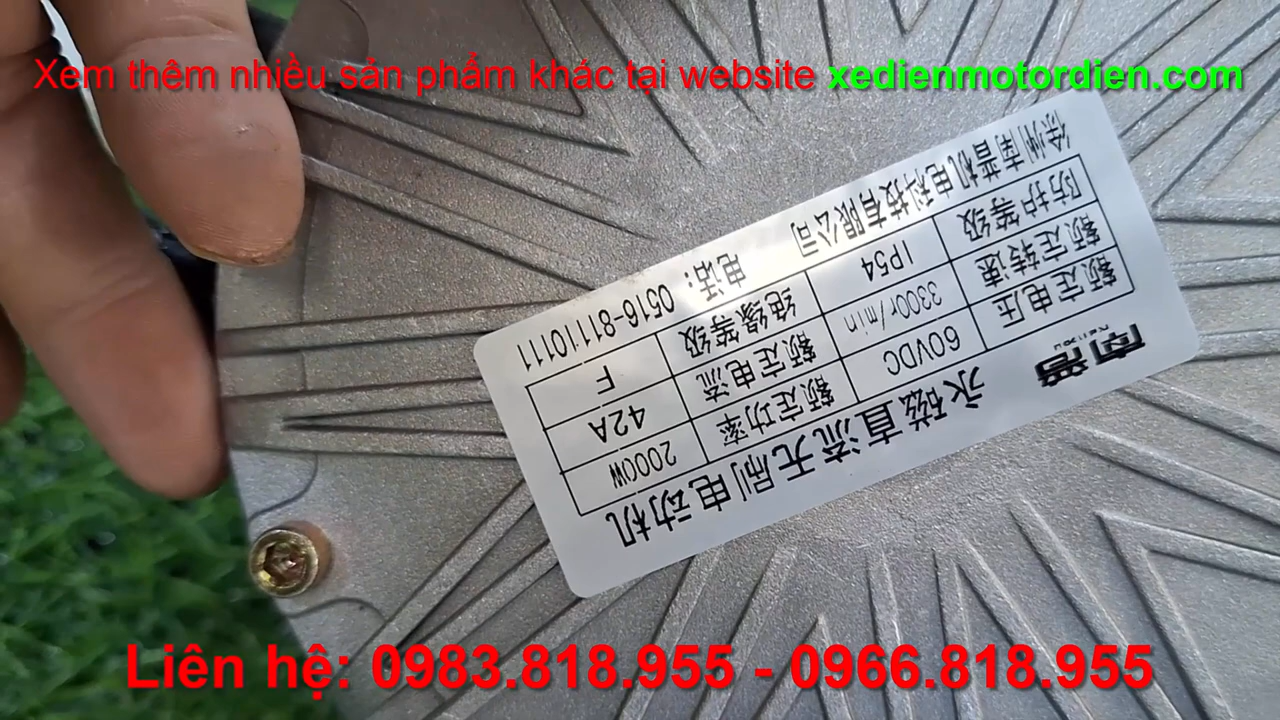 Xem thêm nhiều sản phẩm khác tại website xedienmotordien.com
南普 永磁直流无刷电动机
额定电压 60VDC 额定功率 2000W
额定转速 3300r/min 额定电流 42A
防护等级 IP54 绝缘等级 F
徐州南普机电科技有限公司 电话：0516-81110111
Liên hệ: 0983.818.955 - 0966.818.955